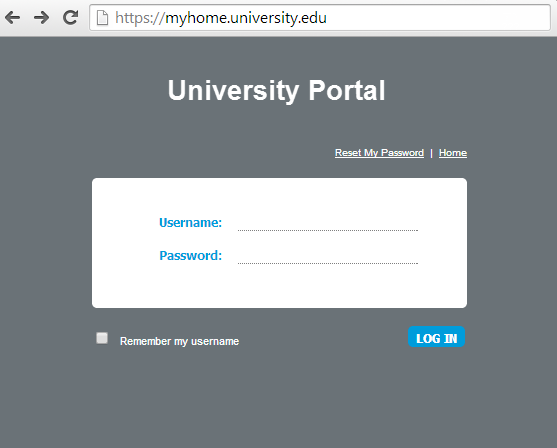 https://myhome.university.edu
University Portal
Reset My Password | Home
Username:
Password:
Remember my username
LOG IN